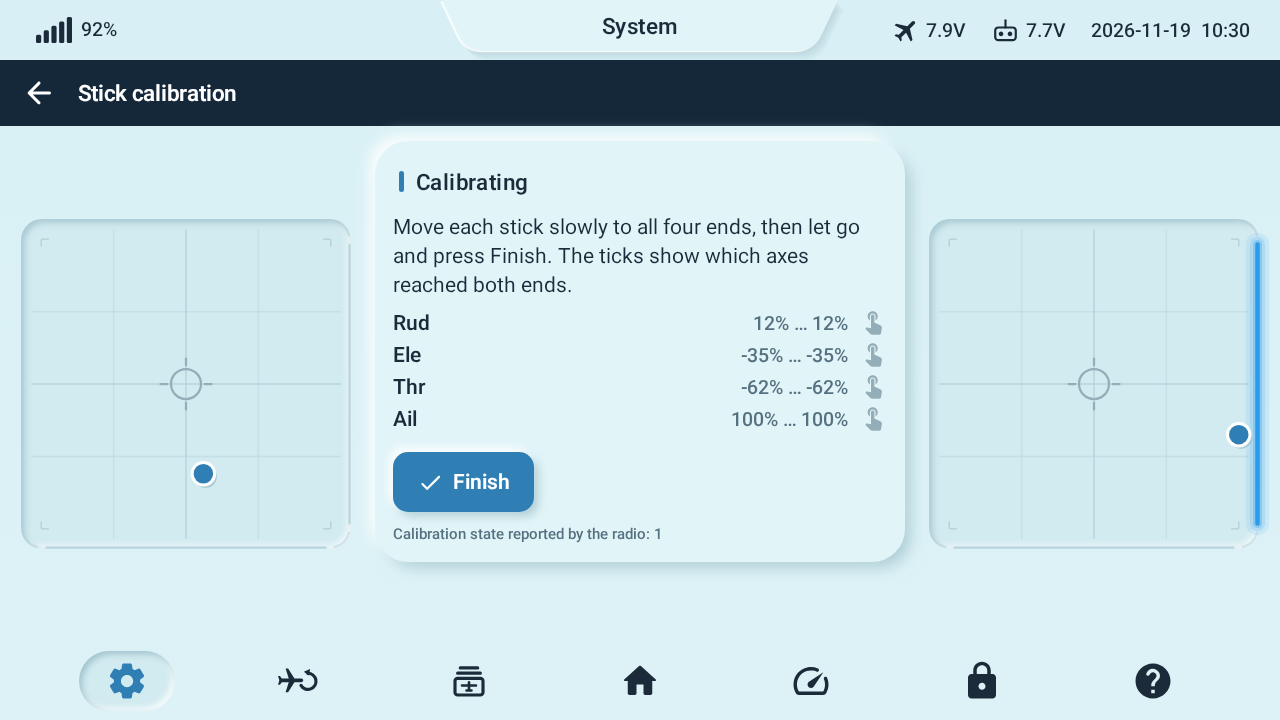 92%
System
7.9V
7.7V
2026-11-19 10:30
Stick calibration
Calibrating
Move each stick slowly to all four ends, then let go
and press Finish. The ticks show which axes
reached both ends.
Rud 12% ... 12%
Ele -35% ... -35%
Thr -62% ... -62%
Ail 100% ... 100%
Finish
Calibration state reported by the radio: 1